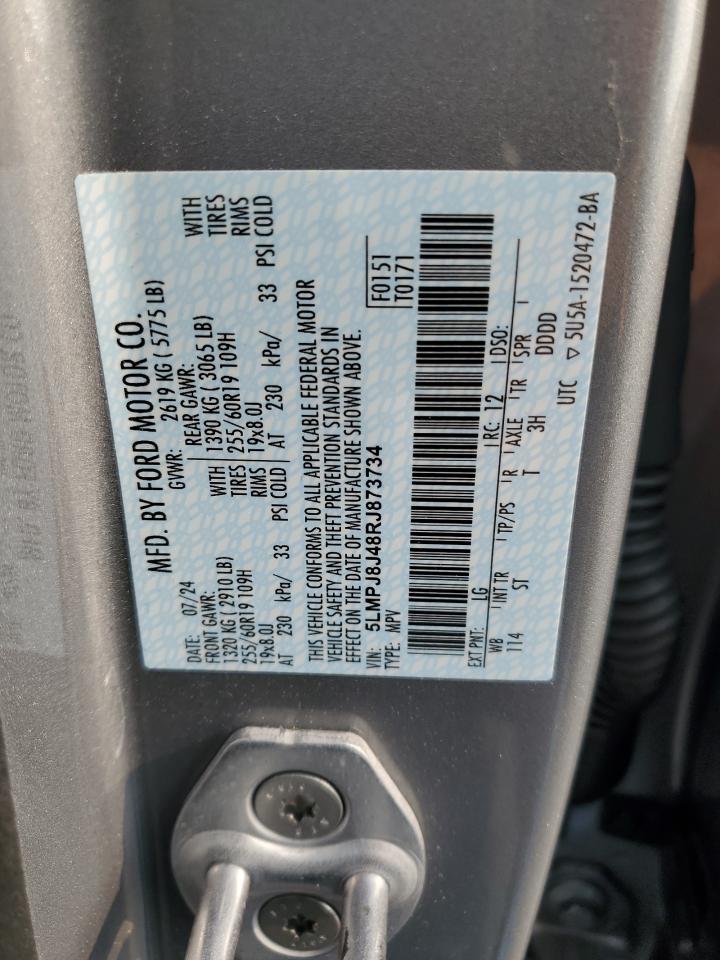 MFD. BY FORD MOTOR CO.
DATE: 07/24 GVWR: 2619 KG ( 5775 LB)
FRONT GAWR: REAR GAWR:
1320 KG ( 2910 LB) WITH 1390 KG ( 3065 LB) WITH
255/60R19 109H TIRES 255/60R19 109H TIRES
19x8.0J RIMS 19x8.0J RIMS
AT 230 kPa/ 33 PSI COLD AT 230 kPa/ 33 PSI COLD
THIS VEHICLE CONFORMS TO ALL APPLICABLE FEDERAL MOTOR
VEHICLE SAFETY AND THEFT PREVENTION STANDARDS IN
EFFECT ON THE DATE OF MANUFACTURE SHOWN ABOVE.
VIN: 5LMPJ8J48RJ873734 F0151
TYPE: MPV T0171
EXT PNT: LG RC: 12 DSO:
WB INT TR TP/PS R AXLE TR SPR
114 ST T 3H DDDD
UTC ▽ 5U5A-1520472-BA